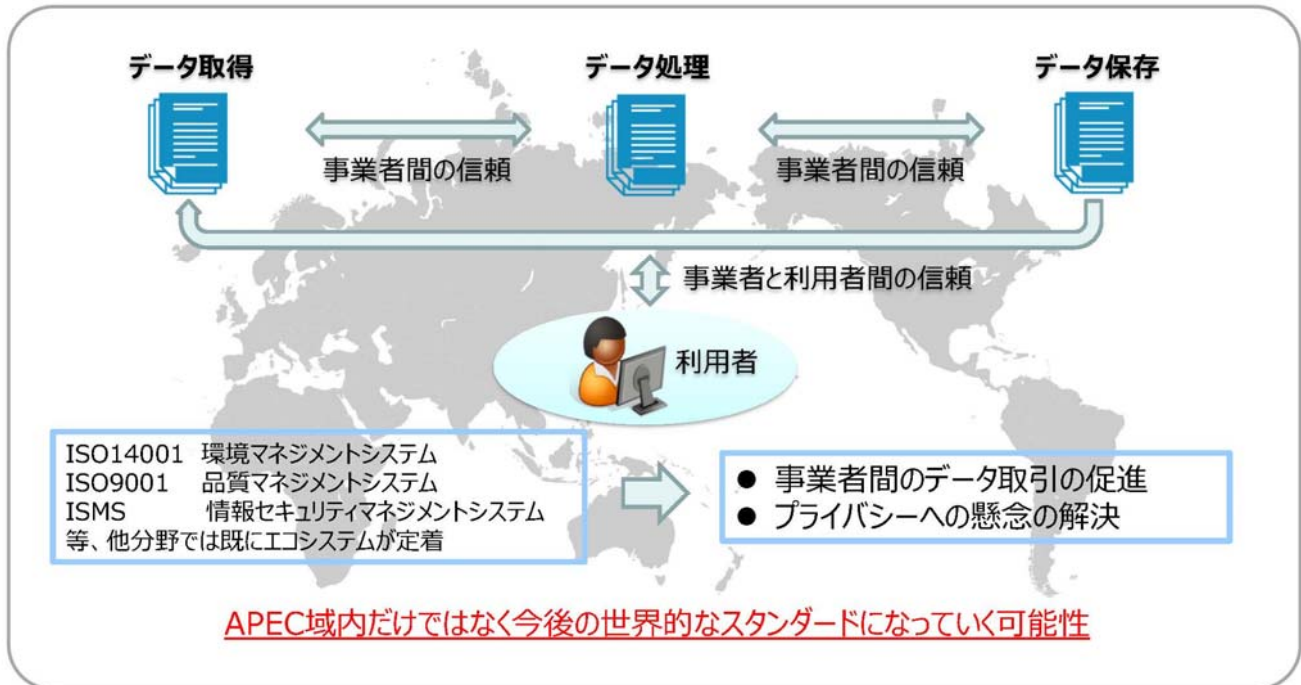 データ取得
データ処理
データ保存
事業者間の信頼
事業者間の信頼
事業者と利用者間の信頼
利用者
ISO14001 環境マネジメントシステム
ISO9001 品質マネジメントシステム
ISMS 情報セキュリティマネジメントシステム
等、他分野では既にエコシステムが定着
● 事業者間のデータ取引の促進
● プライバシーへの懸念の解決
APEC域内だけではなく今後の世界的なスタンダードになっていく可能性